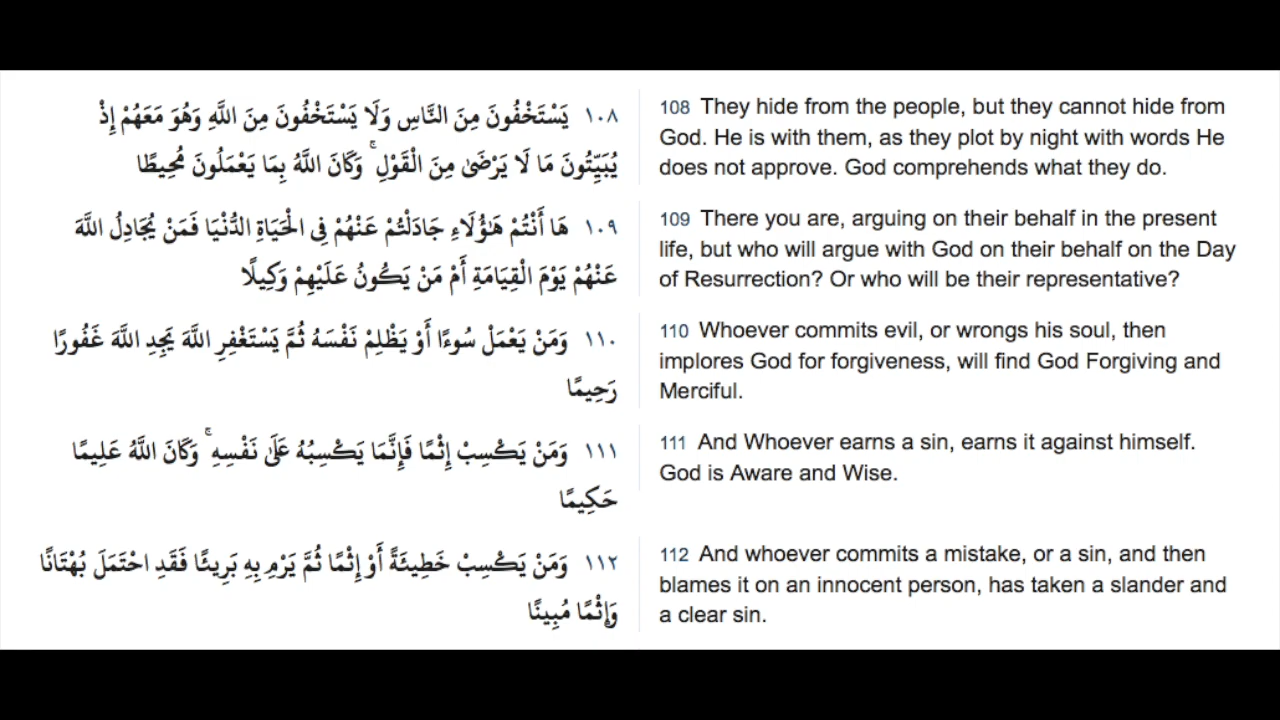 ١٠٨ يَسْتَخْفُونَ مِنَ النَّاسِ وَلَا يَسْتَخْفُونَ مِنَ اللَّهِ وَهُوَ مَعَهُمْ إِذْ
يُبَيِّتُونَ مَا لَا يَرْضَىٰ مِنَ الْقَوْلِ ۚ وَكَانَ اللَّهُ بِمَا يَعْمَلُونَ مُحِيطًا
108 They hide from the people, but they cannot hide from
God. He is with them, as they plot by night with words He
does not approve. God comprehends what they do.
١٠٩ هَا أَنْتُمْ هَٰؤُلَاءِ جَادَلْتُمْ عَنْهُمْ فِي الْحَيَاةِ الدُّنْيَا فَمَنْ يُجَادِلُ اللَّهَ
عَنْهُمْ يَوْمَ الْقِيَامَةِ أَمْ مَنْ يَكُونُ عَلَيْهِمْ وَكِيلًا
109 There you are, arguing on their behalf in the present
life, but who will argue with God on their behalf on the Day
of Resurrection? Or who will be their representative?
١١٠ وَمَنْ يَعْمَلْ سُوءًا أَوْ يَظْلِمْ نَفْسَهُ ثُمَّ يَسْتَغْفِرِ اللَّهَ يَجِدِ اللَّهَ غَفُورًا
رَحِيمًا
110 Whoever commits evil, or wrongs his soul, then
implores God for forgiveness, will find God Forgiving and
Merciful.
١١١ وَمَنْ يَكْسِبْ إِثْمًا فَإِنَّمَا يَكْسِبُهُ عَلَىٰ نَفْسِهِ ۚ وَكَانَ اللَّهُ عَلِيمًا
حَكِيمًا
111 And Whoever earns a sin, earns it against himself.
God is Aware and Wise.
١١٢ وَمَنْ يَكْسِبْ خَطِيئَةً أَوْ إِثْمًا ثُمَّ يَرْمِ بِهِ بَرِيئًا فَقَدِ احْتَمَلَ بُهْتَانًا
وَإِثْمًا مُبِينًا
112 And whoever commits a mistake, or a sin, and then
blames it on an innocent person, has taken a slander and
a clear sin.